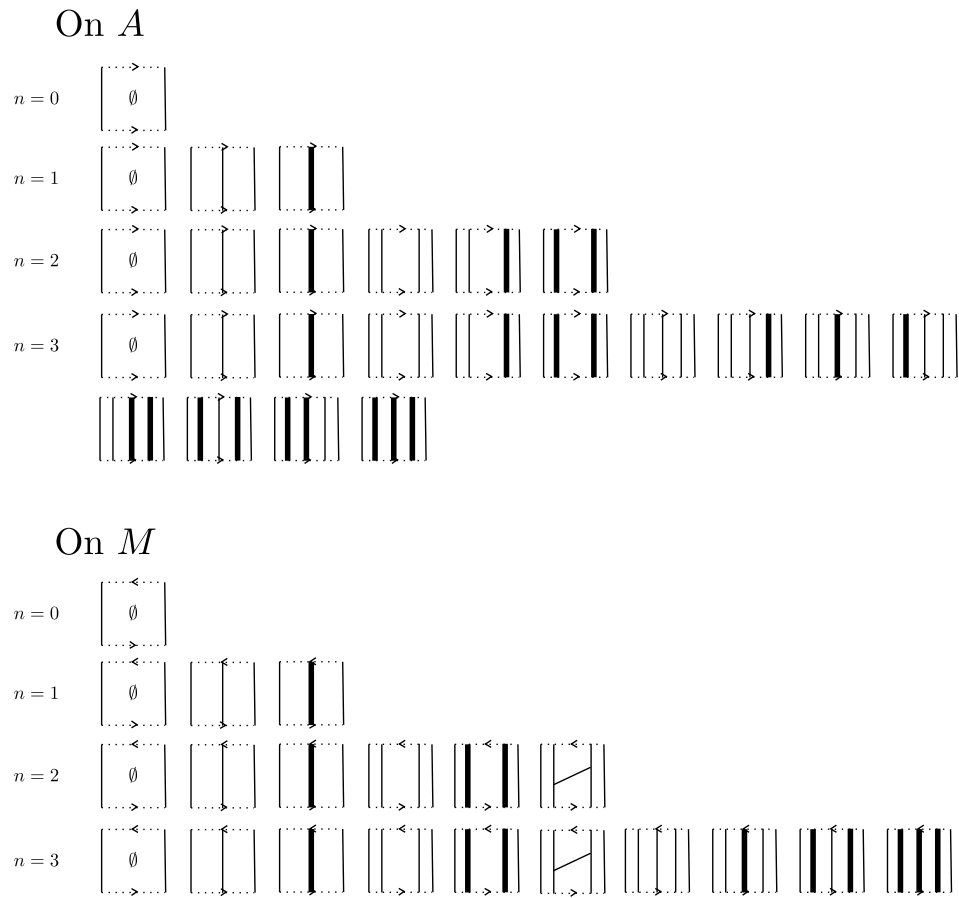 On A
n = 0
∅
n = 1
∅
n = 2
∅
n = 3
∅
On M
n = 0
∅
n = 1
∅
n = 2
∅
n = 3
∅